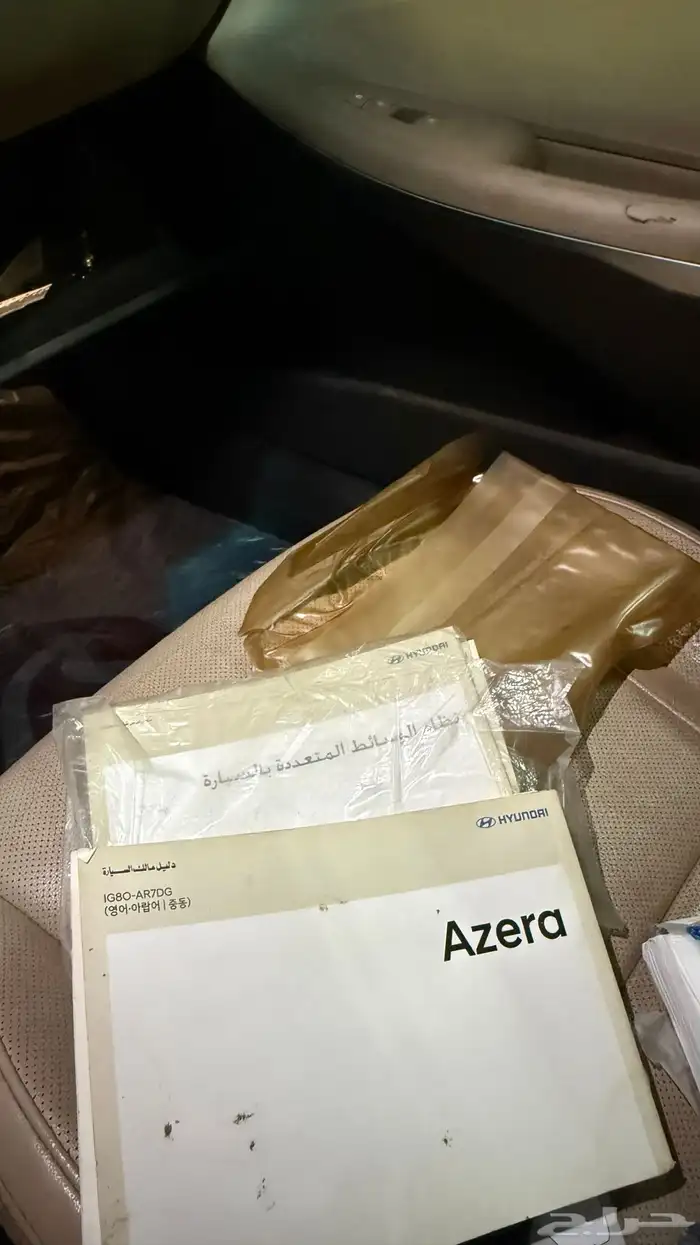 HYUNDAI
نظام الوسائط المتعددة بالسيارة
HYUNDAI
دليل مالك السيارة
IG8O-AR7DG
(영어·아랍어 | 중동)
Azera
حراج